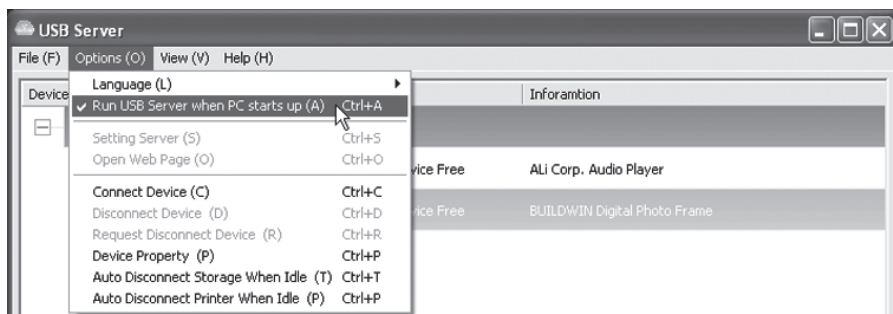 USB Server
File (F) Options (O) View (V) Help (H)
Device Inforamtion
Language (L)
Run USB Server when PC starts up (A) Ctrl+A
Setting Server (S) Ctrl+S
Open Web Page (O) Ctrl+O
vice Free ALi Corp. Audio Player
Connect Device (C) Ctrl+C
Disconnect Device (D) Ctrl+D
vice Free BUILDWIN Digital Photo Frame
Request Disconnect Device (R) Ctrl+R
Device Property (P) Ctrl+P
Auto Disconnect Storage When Idle (T) Ctrl+T
Auto Disconnect Printer When Idle (P) Ctrl+P